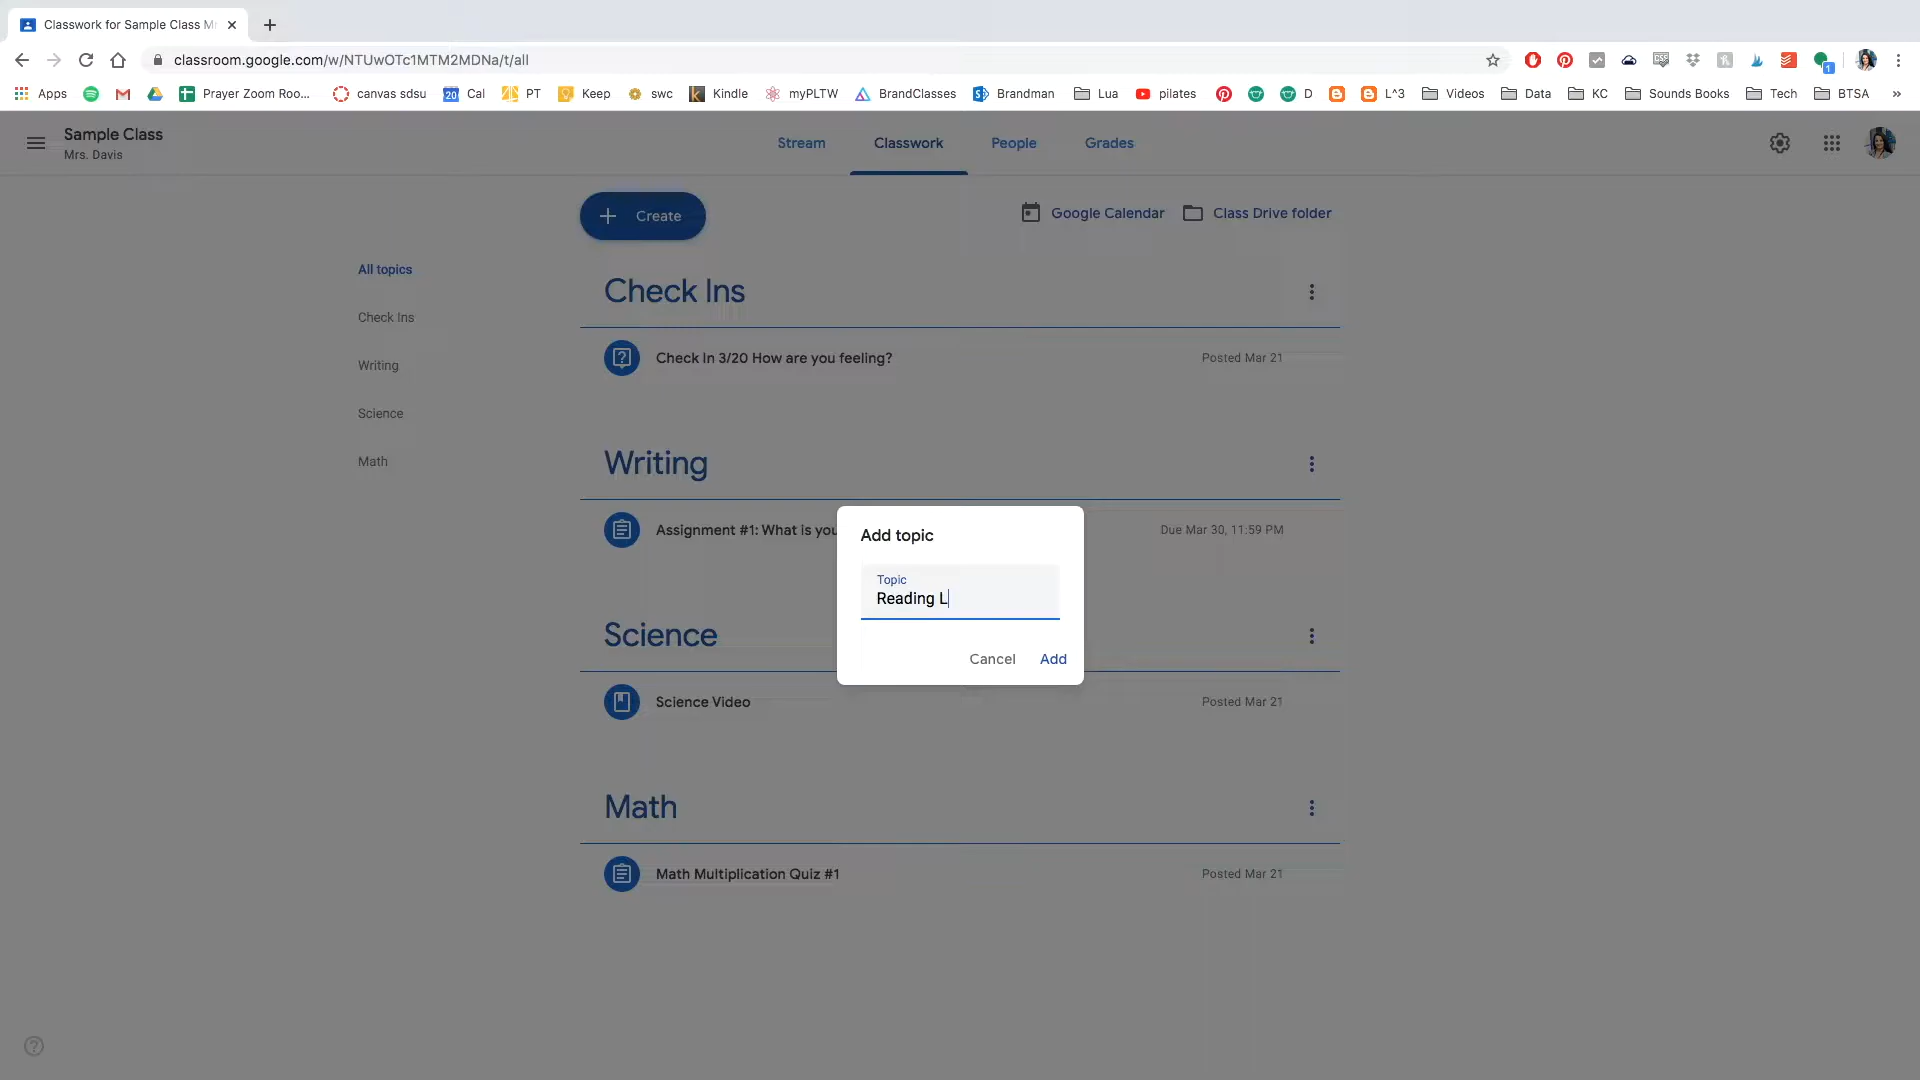 Classwork for Sample Class Mr
classroom.google.com/w/NTUwOTc1MTM2MDNa/t/all
Apps Prayer Zoom Roo... canvas sdsu 20 Cal PT Keep swc Kindle myPLTW BrandClasses Brandman Lua pilates D L^3 Videos Data KC Sounds Books Tech BTSA »
Sample Class
Mrs. Davis
Stream Classwork People Grades
Create
Google Calendar Class Drive folder
All topics
Check Ins
Writing
Science
Math
Check Ins
Check In 3/20 How are you feeling? Posted Mar 21
Writing
Assignment #1: What is you Due Mar 30, 11:59 PM
Science
Science Video Posted Mar 21
Math
Math Multiplication Quiz #1 Posted Mar 21
Add topic
Topic
Reading L
Cancel Add